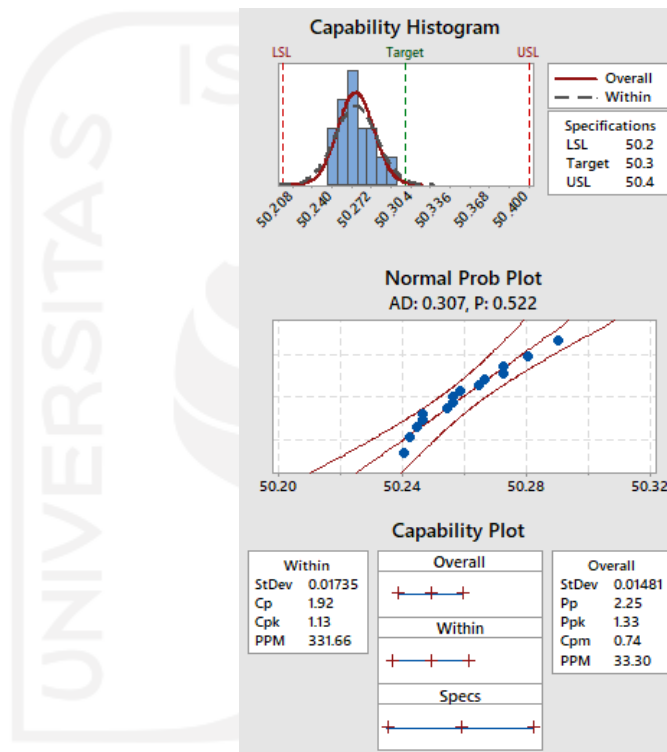 UNIVERSITAS
IS
Capability Histogram
LSL Target USL
Overall
Within
Specifications
LSL 50.2
Target 50.3
USL 50.4
50.208 50.240 50.272 50.304 50.336 50.368 50.400
Normal Prob Plot
AD: 0.307, P: 0.522
50.20 50.24 50.28 50.32
Capability Plot
Within
StDev 0.01735
Cp 1.92
Cpk 1.13
PPM 331.66
Overall
Within
Specs
Overall
StDev 0.01481
Pp 2.25
Ppk 1.33
Cpm 0.74
PPM 33.30